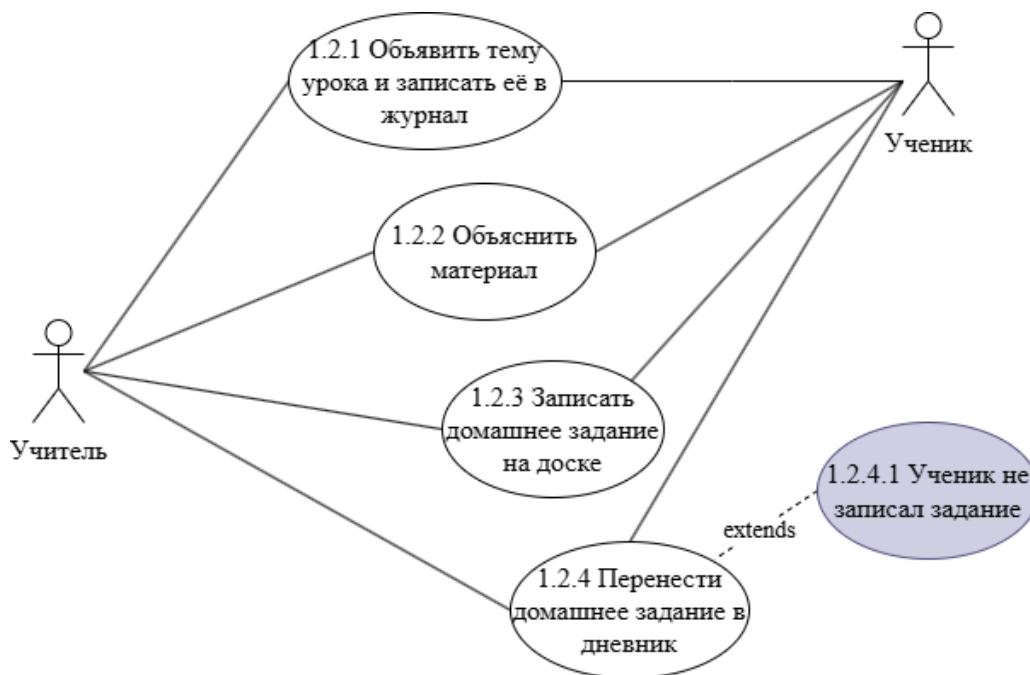 1.2.1 Объявить тему
урока и записать её в
журнал
Ученик
1.2.2 Объяснить
материал
1.2.3 Записать
домашнее задание
на доске
Учитель
1.2.4.1 Ученик не
записал задание
extends
1.2.4 Перенести
домашнее задание в
дневник